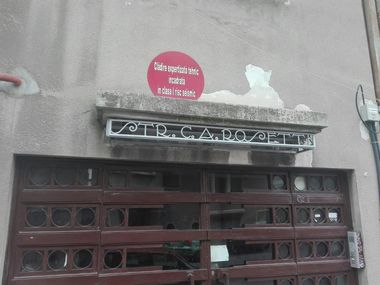 Clădire expertizată tehnic
încadrată
în clasa I risc seismic
STR. C.A. ROSETTI